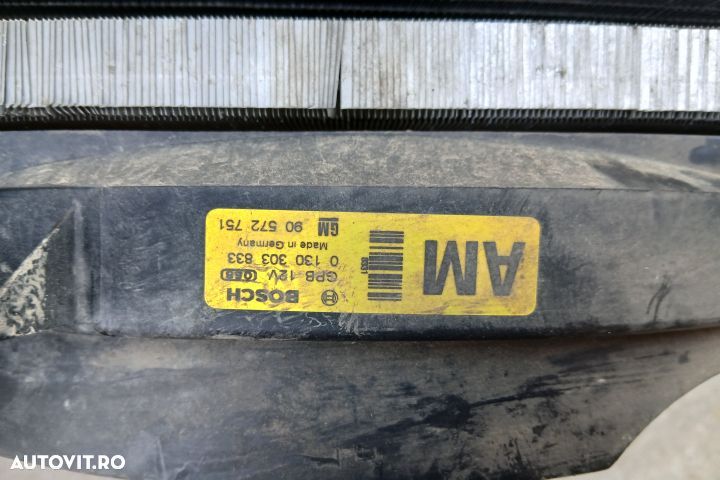 AM
BOSCH
GPB 12V
0 130 303 833
Made in Germany
GM 90 572 751
AUTOVIT.RO